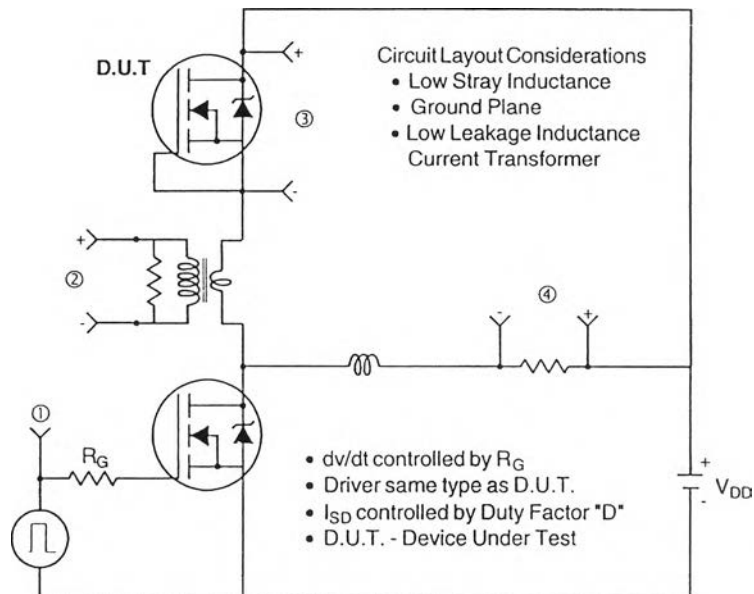 D.U.T
+
Circuit Layout Considerations
• Low Stray Inductance
• Ground Plane
• Low Leakage Inductance
Current Transformer
③
-
+
②
-
④
- +
①
R_G
• dv/dt controlled by R_G
• Driver same type as D.U.T.
• I_SD controlled by Duty Factor "D"
• D.U.T. - Device Under Test
+
V_DD
-